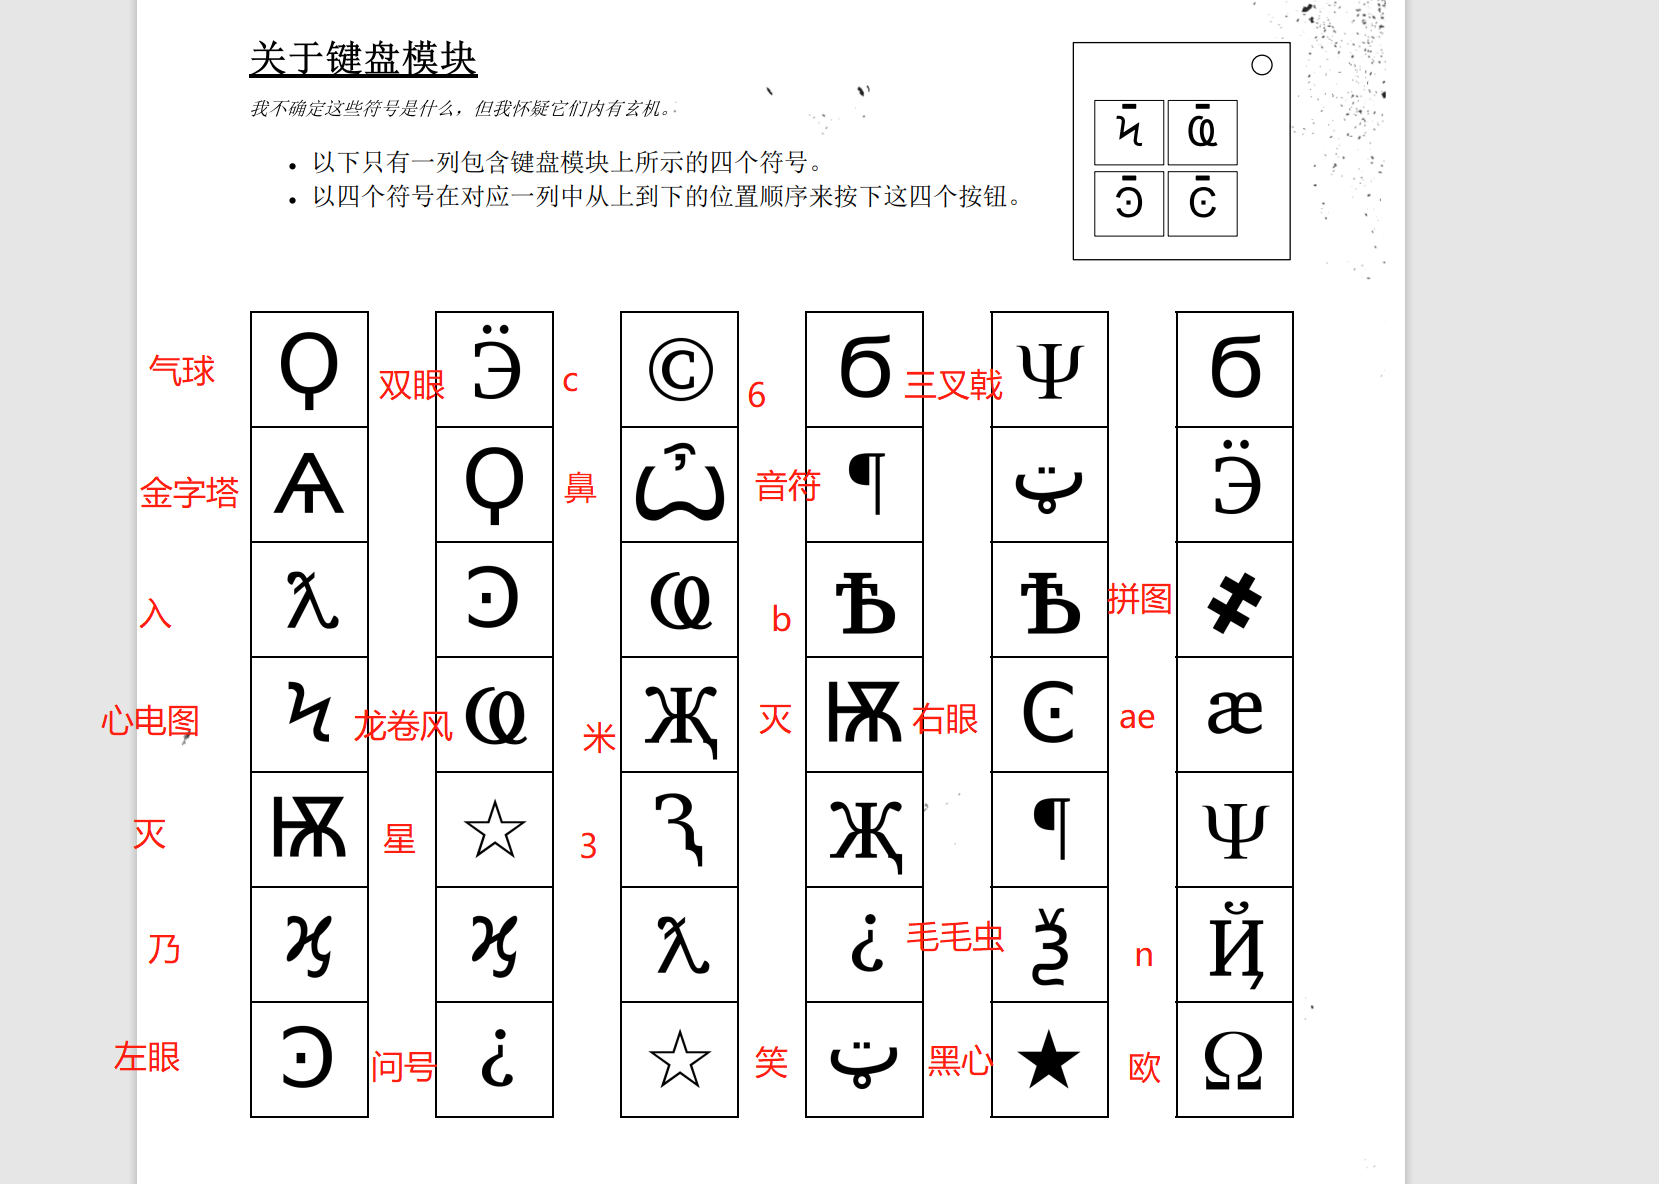 关于键盘模块
我不确定这些符号是什么，但我怀疑它们内有玄机。
• 以下只有一列包含键盘模块上所示的四个符号。
• 以四个符号在对应一列中从上到下的位置顺序来按下这四个按钮。
Ϟ Ҩ
Ͽ Ͼ
气球 Ϙ 双眼 Ӭ c © 6 Ϭ 三叉戟 Ψ Ϭ
金字塔 Ѧ Ϙ 鼻 Ѽ 音符 ¶ ټ Ӭ
入 ƛ Ͽ Ҩ b Ѣ Ѣ 拼图 ҂
心电图 Ϟ 龙卷风 Ҩ 米 Җ 灭 Ѭ 右眼 Ͼ ae æ
灭 Ѭ 星 ☆ 3 Ԇ Җ ¶ Ψ
乃 ϗ ϗ ƛ ¿ 毛毛虫 Ѯ n Ҋ
左眼 Ͽ 问号 ¿ ☆ 笑 ټ 黑心 ★ 欧 Ω